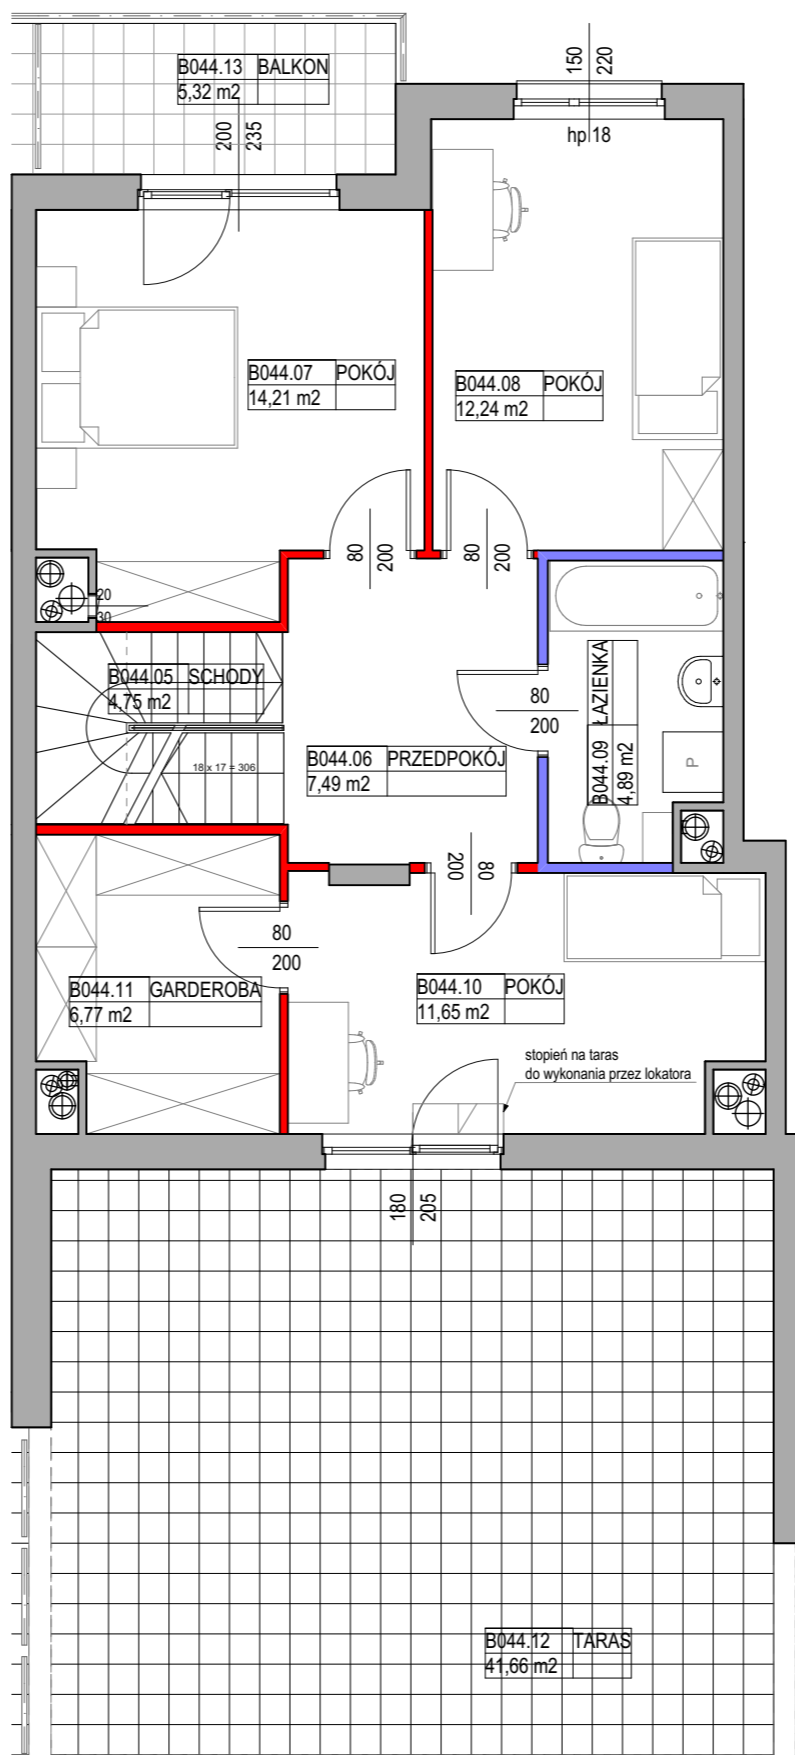 B044.13 BALKON
5,32 m2
200
235
150
220
hp 18
B044.07 POKÓJ
14,21 m2
B044.08 POKÓJ
12,24 m2
80
200
80
200
20
30
B044.05 SCHODY
4,75 m2
18 x 17 = 306
B044.06 PRZEDPOKÓJ
7,49 m2
80
200
B044.09 ŁAZIENKA
4,89 m2
P
80
200
80
200
B044.11 GARDEROBA
6,77 m2
B044.10 POKÓJ
11,65 m2
stopień na taras
do wykonania przez lokatora
180
205
B044.12 TARAS
41,66 m2